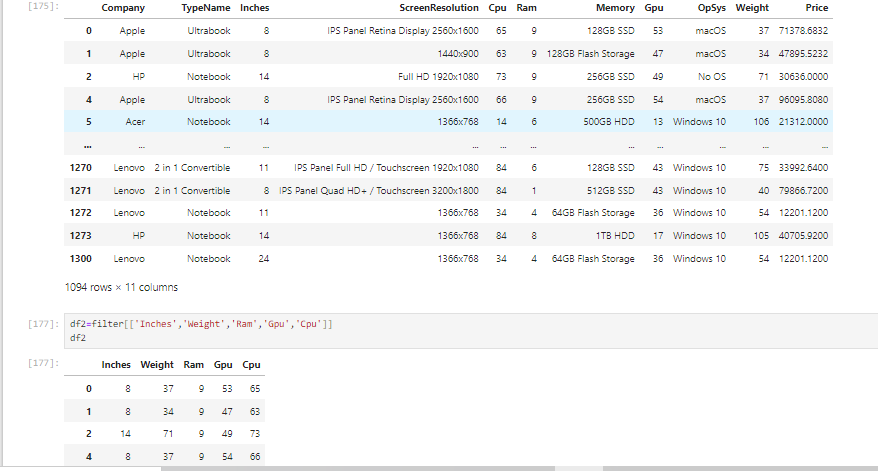 [175]: Company TypeName Inches ScreenResolution Cpu Ram Memory Gpu OpSys Weight Price
0 Apple Ultrabook 8 IPS Panel Retina Display 2560x1600 65 9 128GB SSD 53 macOS 37 71378.6832
1 Apple Ultrabook 8 1440x900 63 9 128GB Flash Storage 47 macOS 34 47895.5232
2 HP Notebook 14 Full HD 1920x1080 73 9 256GB SSD 49 No OS 71 30636.0000
4 Apple Ultrabook 8 IPS Panel Retina Display 2560x1600 66 9 256GB SSD 54 macOS 37 96095.8080
5 Acer Notebook 14 1366x768 14 6 500GB HDD 13 Windows 10 106 21312.0000
... ... ... ... ... ... ... ... ... ... ... ...
1270 Lenovo 2 in 1 Convertible 11 IPS Panel Full HD / Touchscreen 1920x1080 84 6 128GB SSD 43 Windows 10 75 33992.6400
1271 Lenovo 2 in 1 Convertible 8 IPS Panel Quad HD+ / Touchscreen 3200x1800 84 1 512GB SSD 43 Windows 10 40 79866.7200
1272 Lenovo Notebook 11 1366x768 34 4 64GB Flash Storage 36 Windows 10 54 12201.1200
1273 HP Notebook 14 1366x768 84 8 1TB HDD 17 Windows 10 105 40705.9200
1300 Lenovo Notebook 24 1366x768 34 4 64GB Flash Storage 36 Windows 10 54 12201.1200
1094 rows × 11 columns
[177]: df2=filter[['Inches','Weight','Ram','Gpu','Cpu']]
df2
[177]: Inches Weight Ram Gpu Cpu
0 8 37 9 53 65
1 8 34 9 47 63
2 14 71 9 49 73
4 8 37 9 54 66